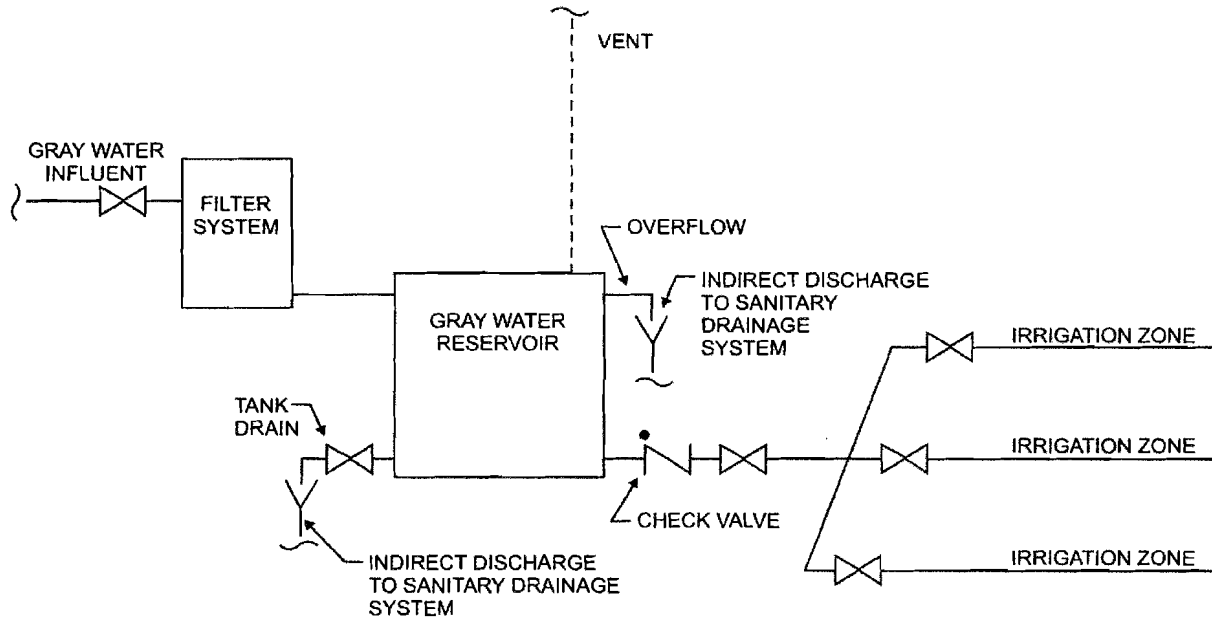 VENT
GRAY WATER
INFLUENT
FILTER
SYSTEM
OVERFLOW
INDIRECT DISCHARGE
TO SANITARY
DRAINAGE
SYSTEM
GRAY WATER
RESERVOIR
IRRIGATION ZONE
TANK
DRAIN
IRRIGATION ZONE
CHECK VALVE
IRRIGATION ZONE
INDIRECT DISCHARGE
TO SANITARY DRAINAGE
SYSTEM